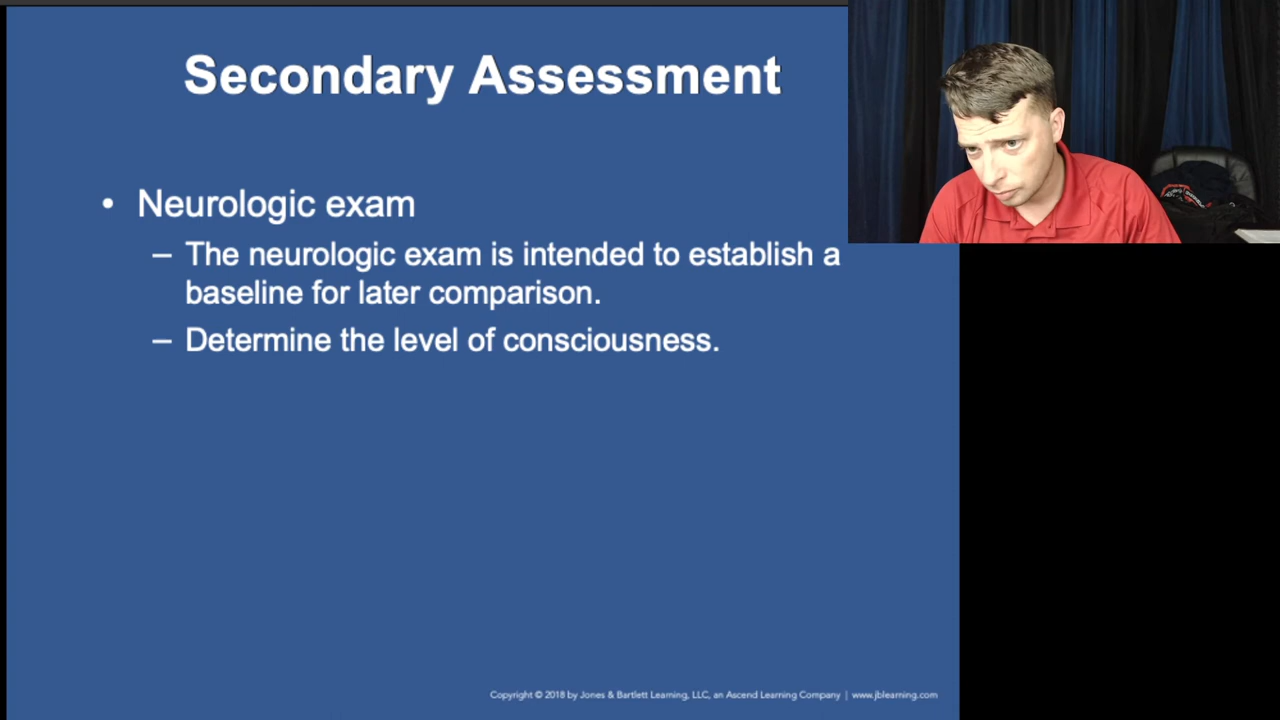 Secondary Assessment
• Neurologic exam
– The neurologic exam is intended to establish a
baseline for later comparison.
– Determine the level of consciousness.
Copyright © 2018 by Jones & Bartlett Learning, LLC, an Ascend Learning Company | www.jblearning.com